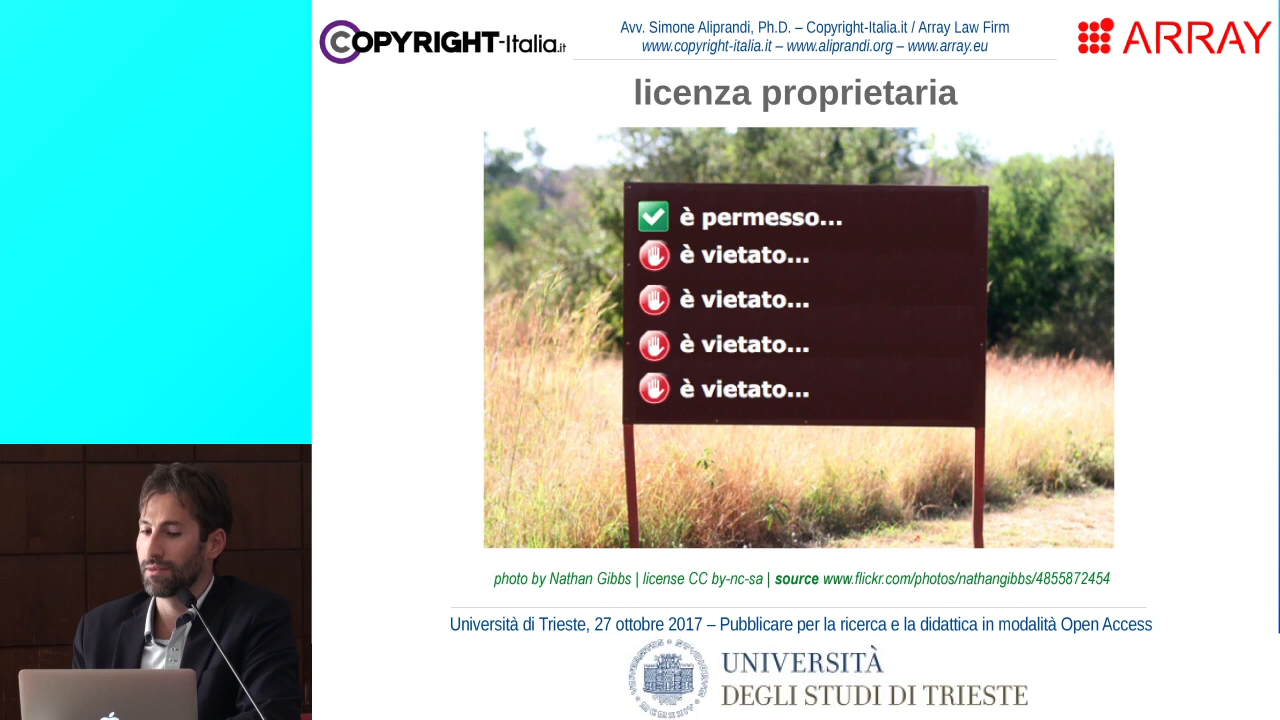 COPYRIGHT-Italia.it
Avv. Simone Aliprandi, Ph.D. – Copyright-Italia.it / Array Law Firm
www.copyright-italia.it – www.aliprandi.org – www.array.eu
ARRAY
licenza proprietaria
è permesso...
è vietato...
è vietato...
è vietato...
è vietato...
photo by Nathan Gibbs | license CC by-nc-sa | source www.flickr.com/photos/nathangibbs/4855872454
Università di Trieste, 27 ottobre 2017 – Pubblicare per la ricerca e la didattica in modalità Open Access
UNIVERSITÀ
DEGLI STUDI DI TRIESTE